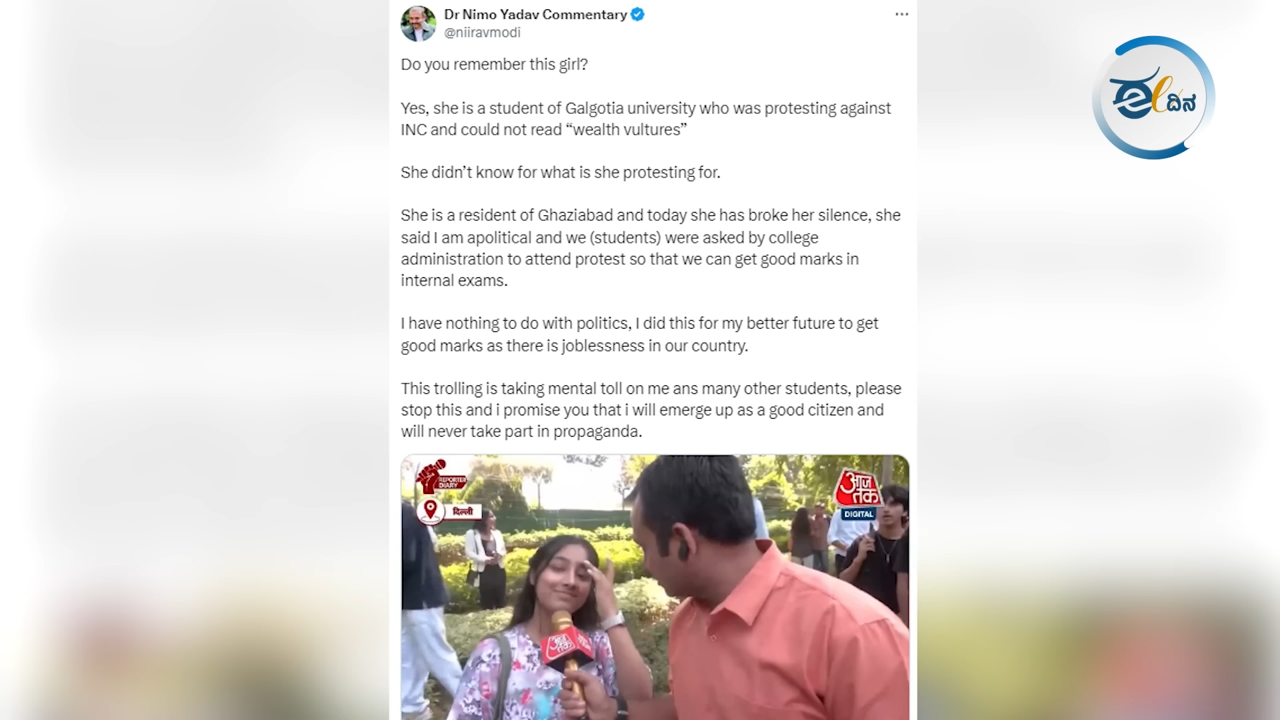 Dr Nimo Yadav Commentary
@niiravmodi
Do you remember this girl?
Yes, she is a student of Galgotia university who was protesting against
INC and could not read “wealth vultures”
She didn’t know for what is she protesting for.
She is a resident of Ghaziabad and today she has broke her silence, she
said I am apolitical and we (students) were asked by college
administration to attend protest so that we can get good marks in
internal exams.
I have nothing to do with politics, I did this for my better future to get
good marks as there is joblessness in our country.
This trolling is taking mental toll on me ans many other students, please
stop this and i promise you that i will emerge up as a good citizen and
will never take part in propaganda.
ದಿನ
REPORTER
DIARY
दिल्ली
आज
तक
DIGITAL
आज
तक